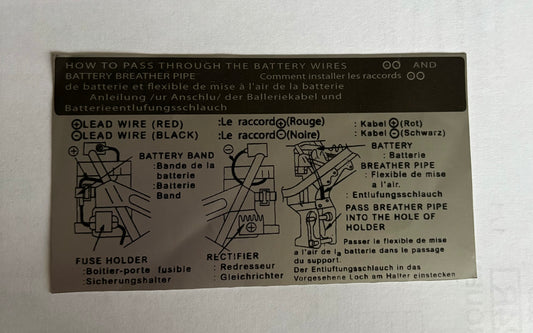 HOW TO PASS THROUGH THE BATTERY WIRES ⊖⊖ AND
BATTERY BREATHER PIPE Comment installer les raccords ⊖⊖
de batterie et flexible de mise à l'air de la batterie
Anleilung /ur Anschlu/ der Balleriekabel und
Batterieentlufungsschlauch
⊕LEAD WIRE (RED) :Le raccord⊕(Rouge) : Kabel⊕(Rot)
⊖LEAD WIRE (BLACK) :Le raccord⊖(Noire) : Kabel⊖(Schwarz)
BATTERY BAND
:Bande de la
batterie
:Batterie
Band
BATTERY
: Batterie
BREATHER PIPE
: Flexible de mise
a l'air.
: Entlufungsschlauch
PASS BREATHER PIPE
INTO THE HOLE OF
HOLDER
Passer le flexible de mise
a l'air de la batterie dans le passage
du support.
Der Entlufungsschlauch in das
Vorgesehene Loch am Halter einstecken
FUSE HOLDER
:Boitier-porte fusible
:Sicherungshalter
RECTIFIER
: Redresseur
: Gleichrichter